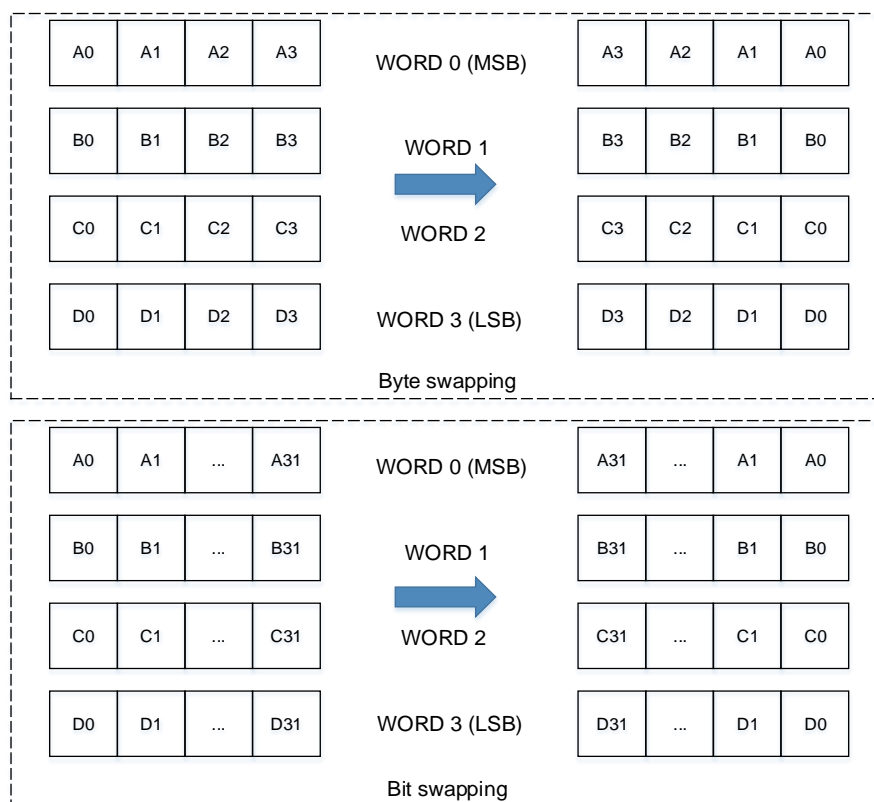 A0 A1 A2 A3 WORD 0 (MSB) A3 A2 A1 A0
B0 B1 B2 B3 WORD 1 B3 B2 B1 B0
C0 C1 C2 C3 WORD 2 C3 C2 C1 C0
D0 D1 D2 D3 WORD 3 (LSB) D3 D2 D1 D0
Byte swapping
A0 A1 ... A31 WORD 0 (MSB) A31 ... A1 A0
B0 B1 ... B31 WORD 1 B31 ... B1 B0
C0 C1 ... C31 WORD 2 C31 ... C1 C0
D0 D1 ... D31 WORD 3 (LSB) D31 ... D1 D0
Bit swapping